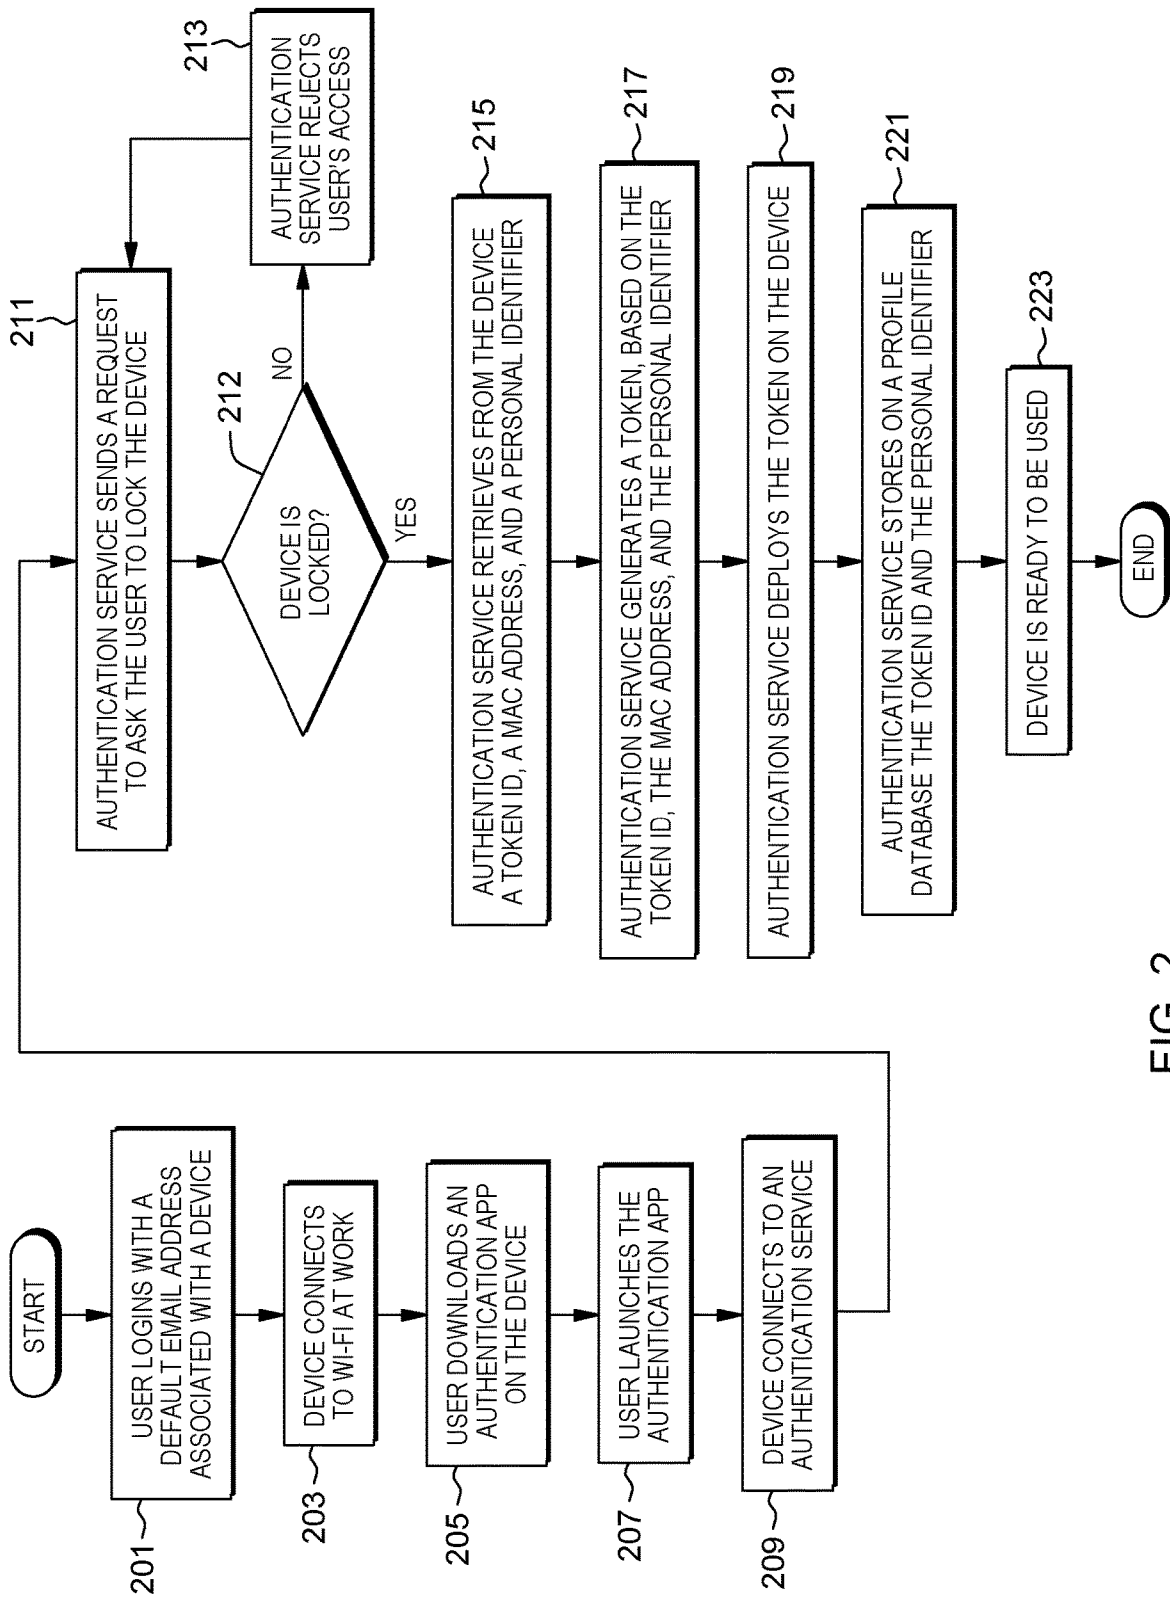 START
USER LOGINS WITH A
DEFAULT EMAIL ADDRESS
ASSOCIATED WITH A DEVICE
201
DEVICE CONNECTS
TO WI-FI AT WORK
203
USER DOWNLOADS AN
AUTHENTICATION APP
ON THE DEVICE
205
USER LAUNCHES THE
AUTHENTICATION APP
207
DEVICE CONNECTS TO AN
AUTHENTICATION SERVICE
209
211
AUTHENTICATION SERVICE SENDS A REQUEST
TO ASK THE USER TO LOCK THE DEVICE
212
DEVICE IS
LOCKED?
NO
213
AUTHENTICATION
SERVICE REJECTS
USER'S ACCESS
YES
215
AUTHENTICATION SERVICE RETRIEVES FROM THE DEVICE
A TOKEN ID, A MAC ADDRESS, AND A PERSONAL IDENTIFIER
217
AUTHENTICATION SERVICE GENERATES A TOKEN, BASED ON THE
TOKEN ID, THE MAC ADDRESS, AND THE PERSONAL IDENTIFIER
219
AUTHENTICATION SERVICE DEPLOYS THE TOKEN ON THE DEVICE
221
AUTHENTICATION SERVICE STORES ON A PROFILE
DATABASE THE TOKEN ID AND THE PERSONAL IDENTIFIER
223
DEVICE IS READY TO BE USED
END
FIG. 2